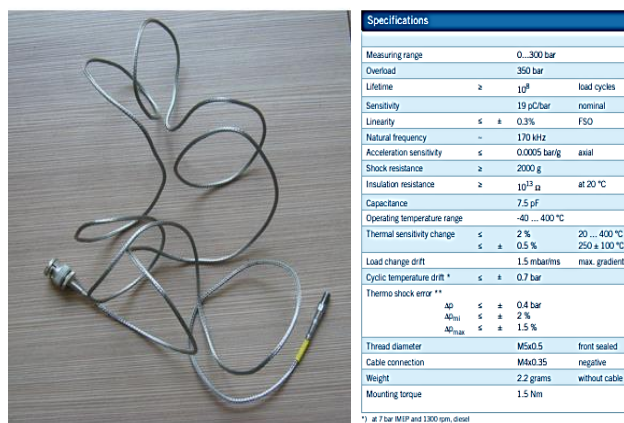 Specifications
Measuring range 0...300 bar
Overload 350 bar
Lifetime ≥ 10⁸ load cycles
Sensitivity 19 pC/bar nominal
Linearity ≤ ± 0.3% FSO
Natural frequency ~ 170 kHz
Acceleration sensitivity ≤ 0.0005 bar/g axial
Shock resistance ≥ 2000 g
Insulation resistance ≥ 10¹³ Ω at 20 °C
Capacitance 7.5 pF
Operating temperature range -40 ... 400 °C
Thermal sensitivity change ≤ 2 % 20 ... 400 °C
≤ ± 0.5 % 250 ± 100 °C
Load change drift 1.5 mbar/ms max. gradient
Cyclic temperature drift * ≤ ± 0.7 bar
Thermo shock error **
Δp ≤ ± 0.4 bar
Δpmi ≤ ± 2 %
Δpmax ≤ ± 1.5 %
Thread diameter M5x0.5 front sealed
Cable connection M4x0.35 negative
Weight 2.2 grams without cable
Mounting torque 1.5 Nm
*) at 7 bar IMEP and 1300 rpm, diesel